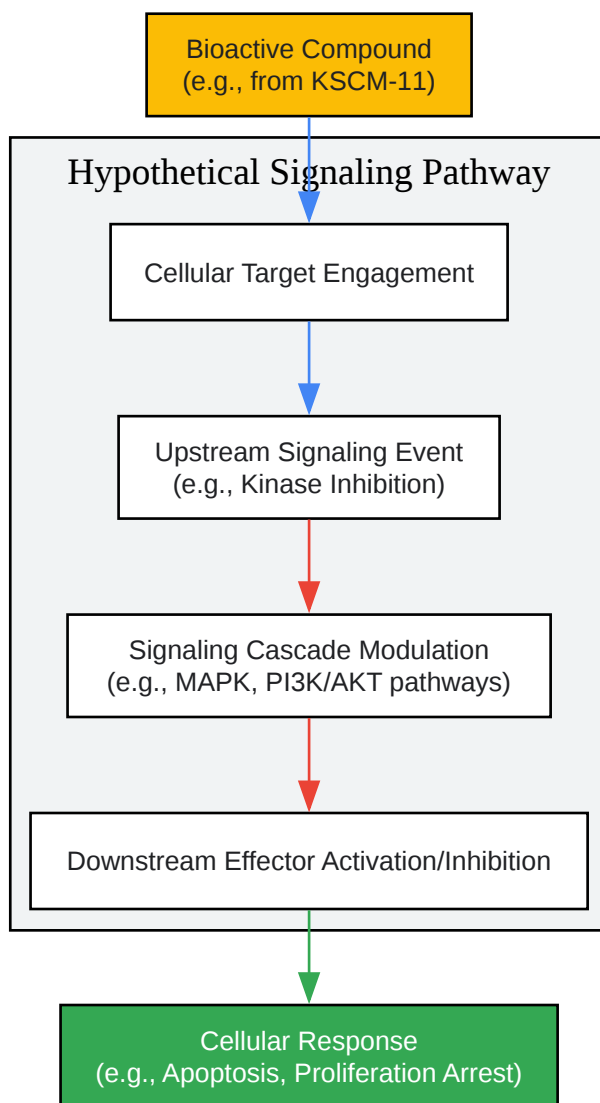 Bioactive Compound
(e.g., from KSCM-11)
Hypothetical Signaling Pathway
Cellular Target Engagement
Upstream Signaling Event
(e.g., Kinase Inhibition)
Signaling Cascade Modulation
(e.g., MAPK, PI3K/AKT pathways)
Downstream Effector Activation/Inhibition
Cellular Response
(e.g., Apoptosis, Proliferation Arrest)